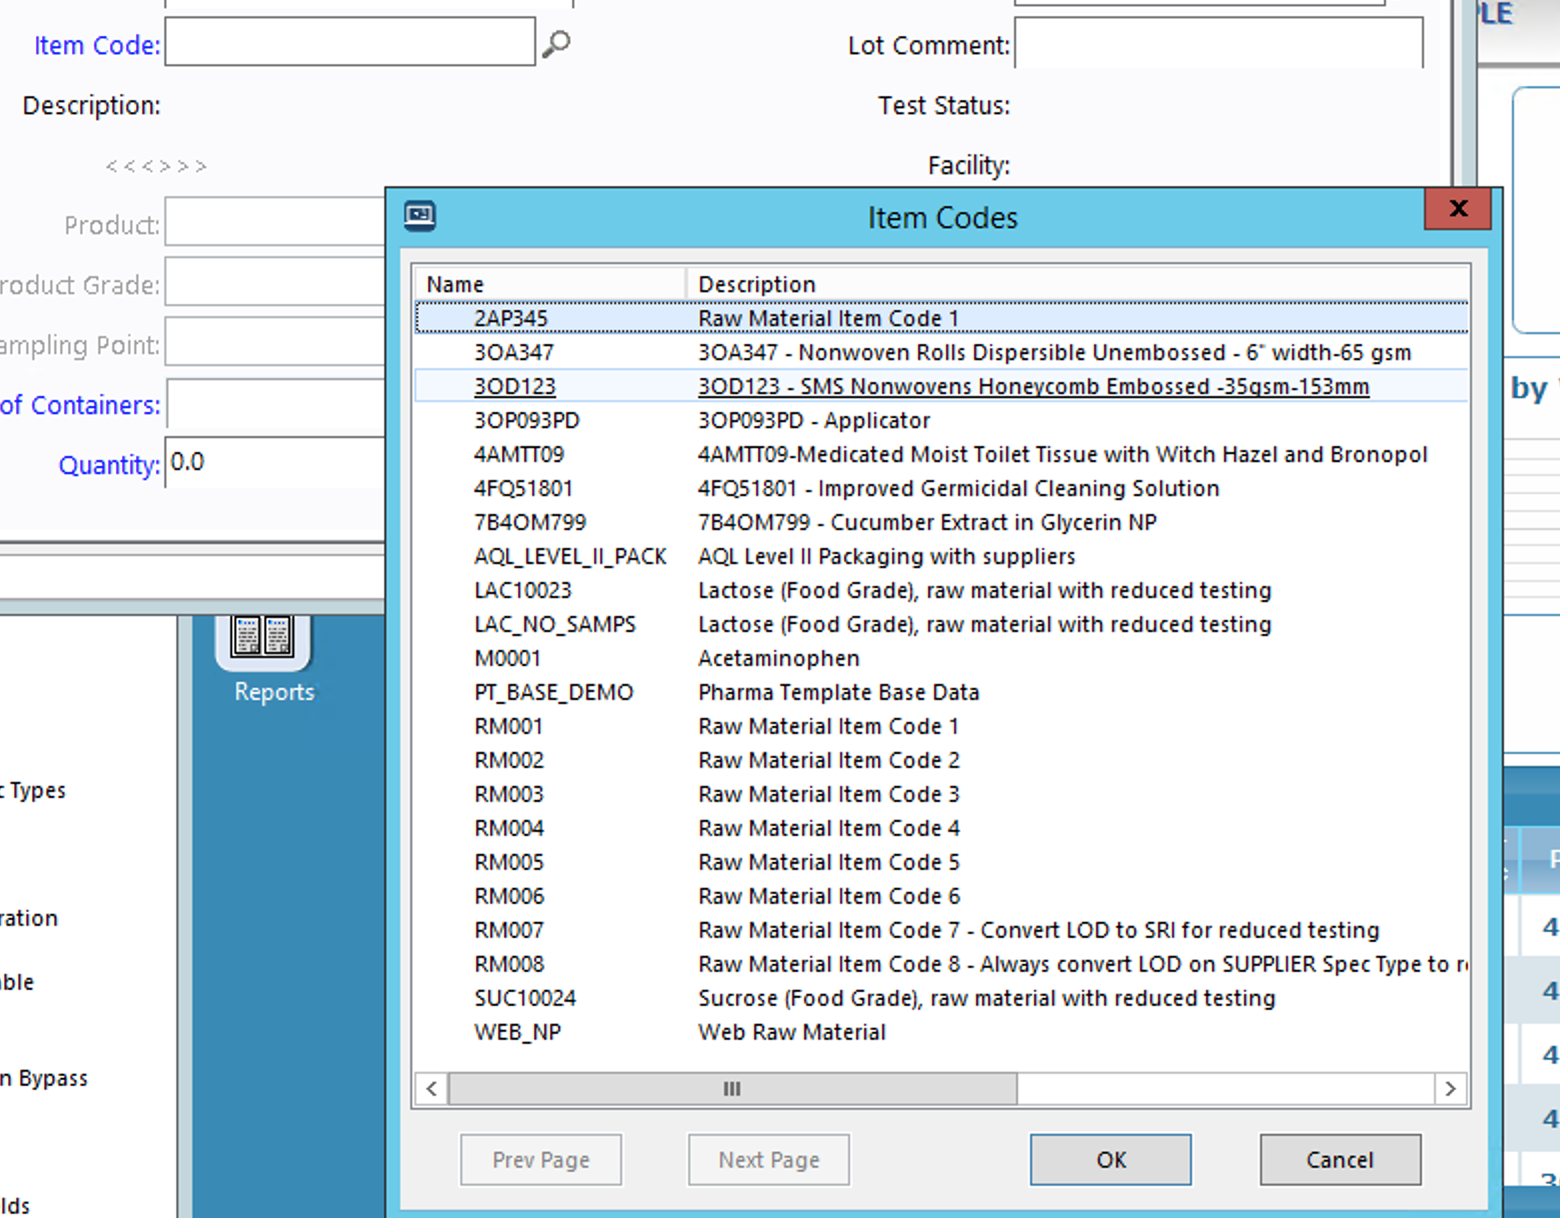 PLE
Item Code:
Lot Comment:
Description:
Test Status:
<<<>>>
Facility:
Product:
roduct Grade:
ampling Point:
of Containers:
Quantity: 0.0
Item Codes
X
Name Description
2AP345 Raw Material Item Code 1
3OA347 3OA347 - Nonwoven Rolls Dispersible Unembossed - 6" width-65 gsm
3OD123 3OD123 - SMS Nonwovens Honeycomb Embossed -35gsm-153mm
3OP093PD 3OP093PD - Applicator
4AMTT09 4AMTT09-Medicated Moist Toilet Tissue with Witch Hazel and Bronopol
4FQ51801 4FQ51801 - Improved Germicidal Cleaning Solution
7B4OM799 7B4OM799 - Cucumber Extract in Glycerin NP
AQL_LEVEL_II_PACK AQL Level II Packaging with suppliers
LAC10023 Lactose (Food Grade), raw material with reduced testing
LAC_NO_SAMPS Lactose (Food Grade), raw material with reduced testing
M0001 Acetaminophen
PT_BASE_DEMO Pharma Template Base Data
RM001 Raw Material Item Code 1
RM002 Raw Material Item Code 2
RM003 Raw Material Item Code 3
RM004 Raw Material Item Code 4
RM005 Raw Material Item Code 5
RM006 Raw Material Item Code 6
RM007 Raw Material Item Code 7 - Convert LOD to SRI for reduced testing
RM008 Raw Material Item Code 8 - Always convert LOD on SUPPLIER Spec Type to r
SUC10024 Sucrose (Food Grade), raw material with reduced testing
WEB_NP Web Raw Material
Prev Page
Next Page
OK
Cancel
by
Reports
c Types
ration
able
n Bypass
lds
4
4
4
4